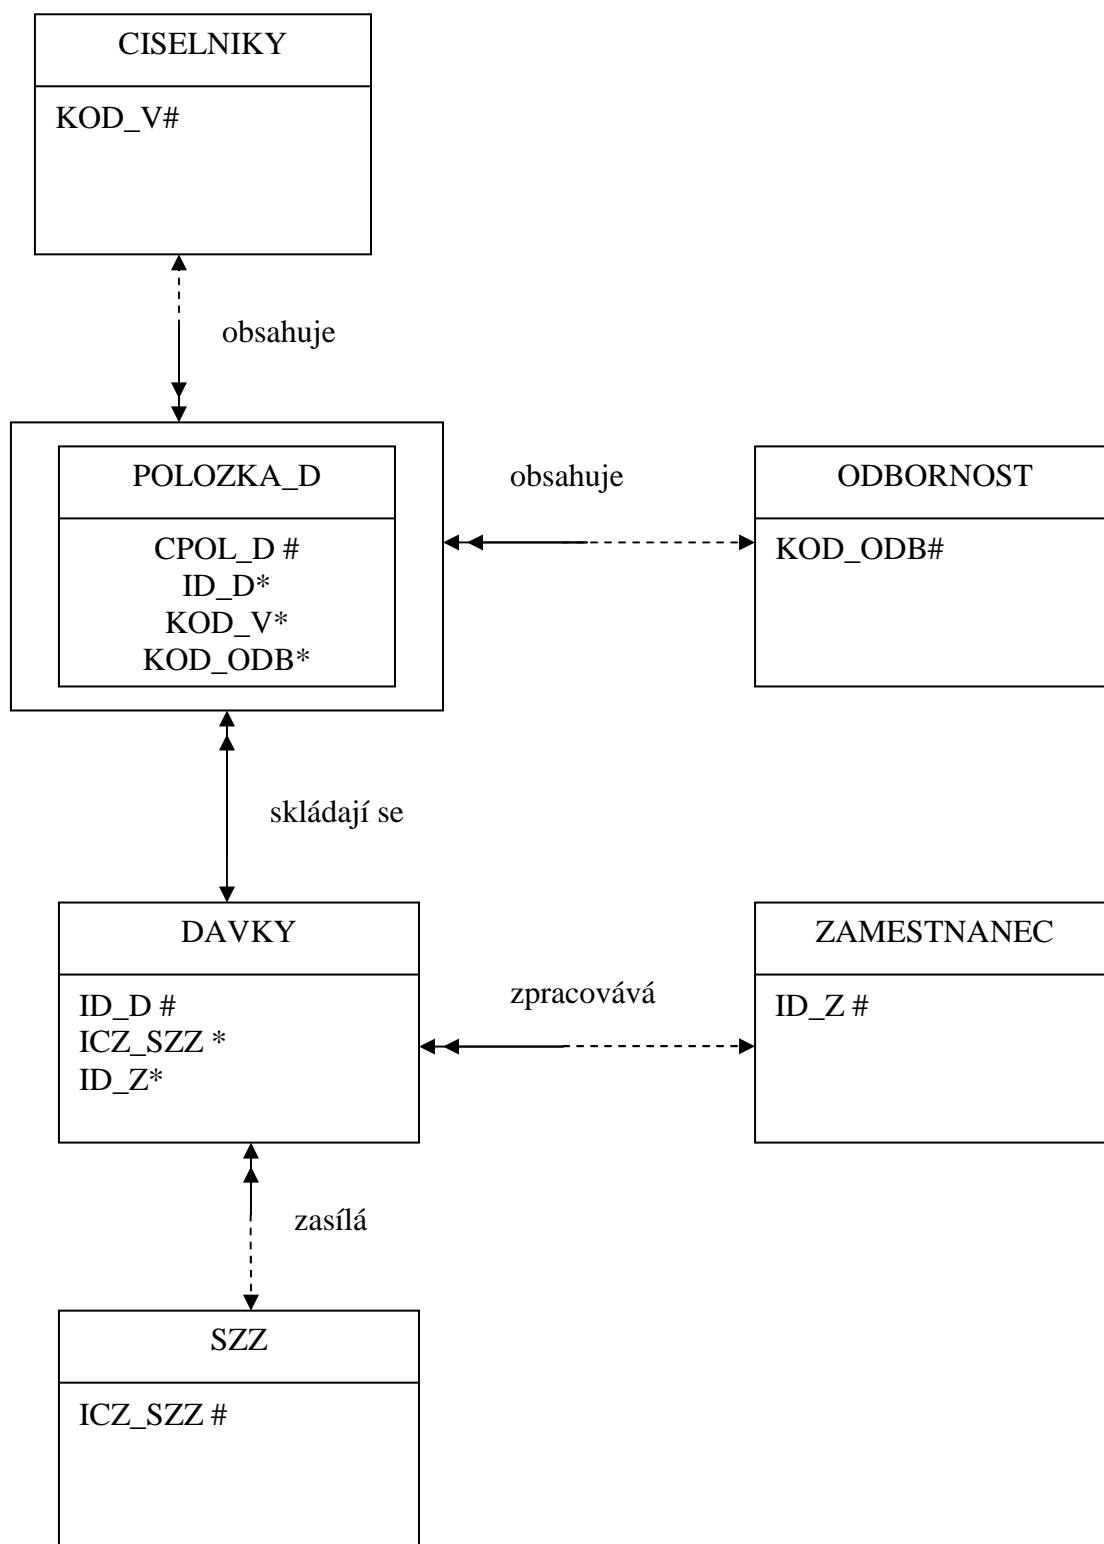 CISELNIKY
KOD_V#
obsahuje
POLOZKA_D
CPOL_D #
ID_D*
KOD_V*
KOD_ODB*
obsahuje
ODBORNOST
KOD_ODB#
skládají se
DAVKY
ID_D #
ICZ_SZZ *
ID_Z*
zpracovává
ZAMESTNANEC
ID_Z #
zasílá
SZZ
ICZ_SZZ #